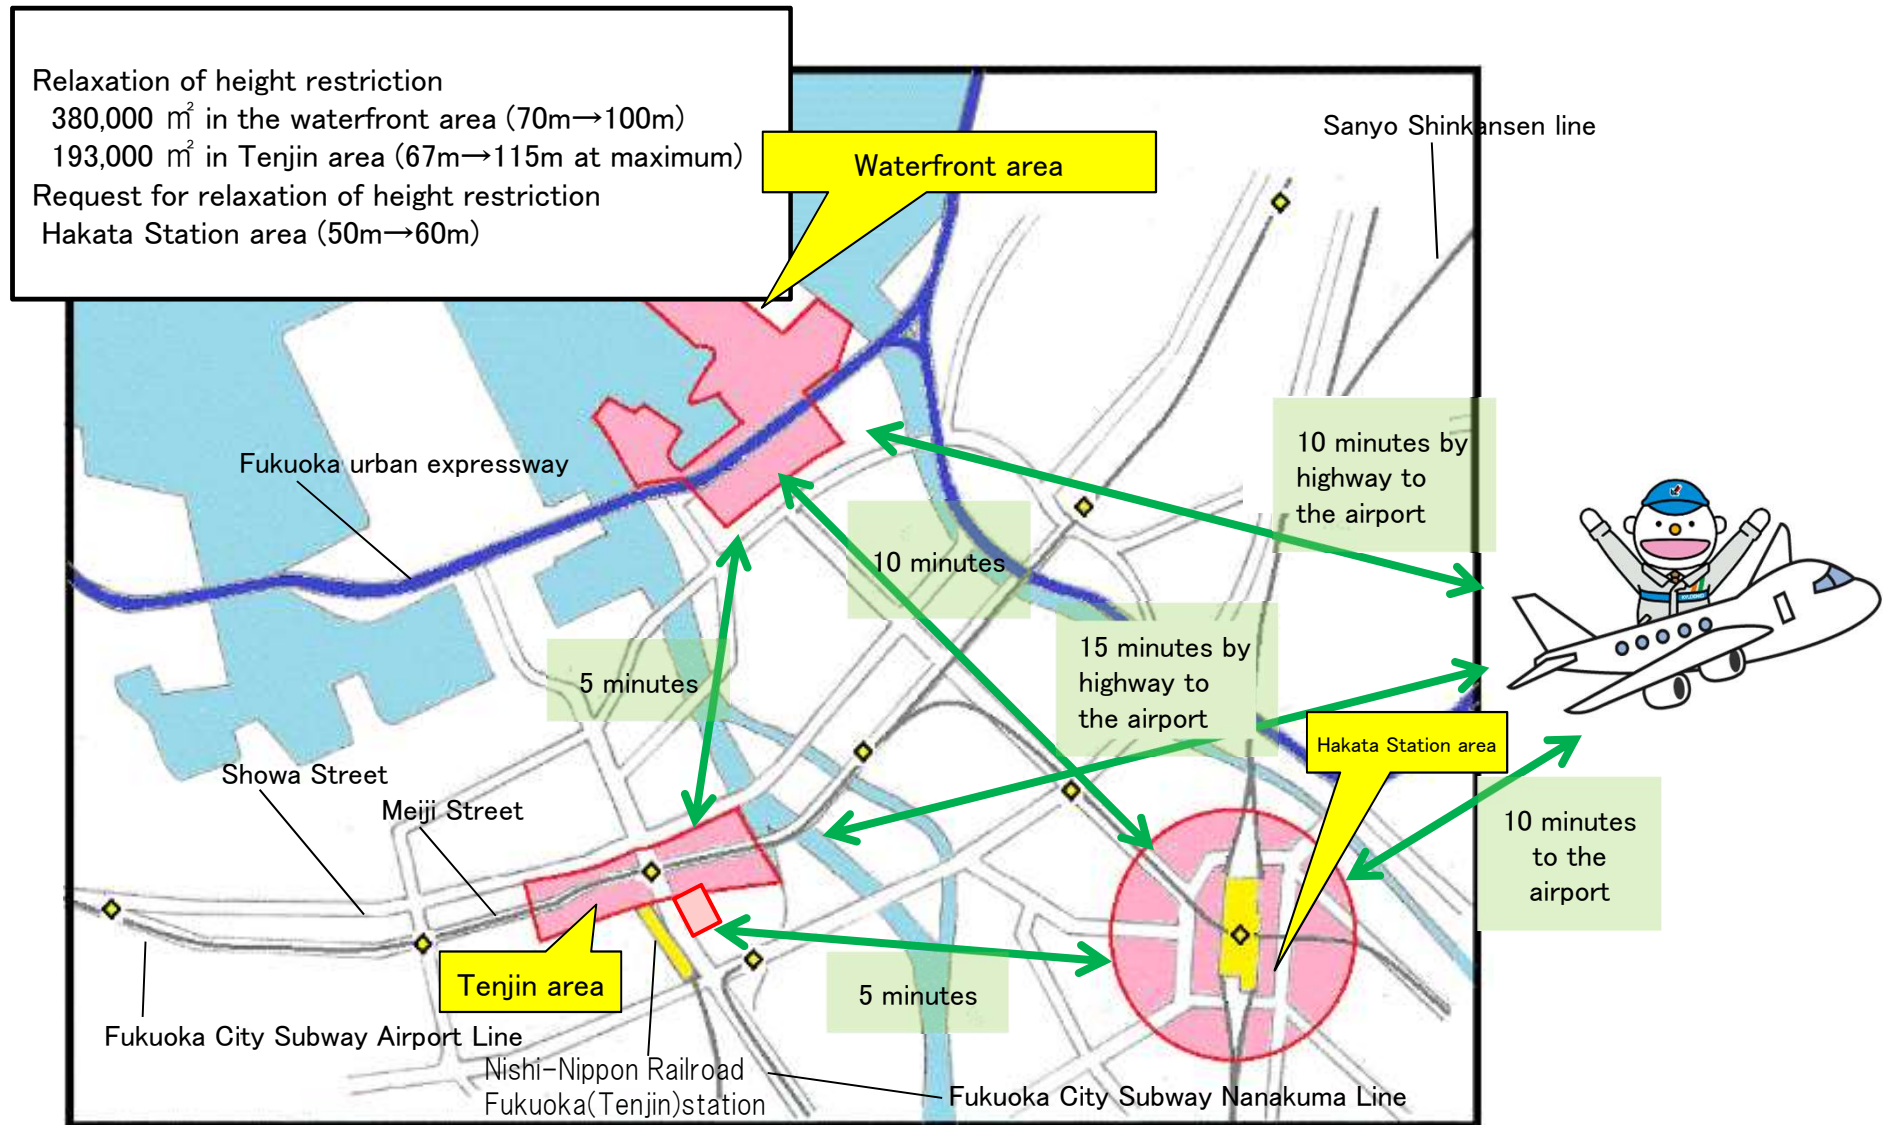 Relaxation of height restriction
380,000 ㎡ in the waterfront area (70m→100m)
193,000 ㎡ in Tenjin area (67m→115m at maximum)
Request for relaxation of height restriction
Hakata Station area (50m→60m)
Waterfront area
Sanyo Shinkansen line
Fukuoka urban expressway
10 minutes by
highway to
the airport
10 minutes
5 minutes
15 minutes by
highway to
the airport
Hakata Station area
Showa Street
Meiji Street
10 minutes
to the
airport
Tenjin area
5 minutes
Fukuoka City Subway Airport Line
Nishi-Nippon Railroad
Fukuoka(Tenjin)station
Fukuoka City Subway Nanakuma Line